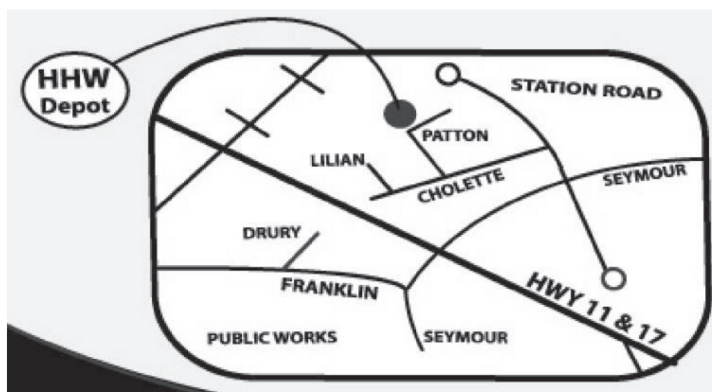 HHW
Depot
STATION ROAD
PATTON
LILIAN
CHOLETTE
SEYMOUR
DRURY
FRANKLIN
HWY 11 & 17
PUBLIC WORKS
SEYMOUR